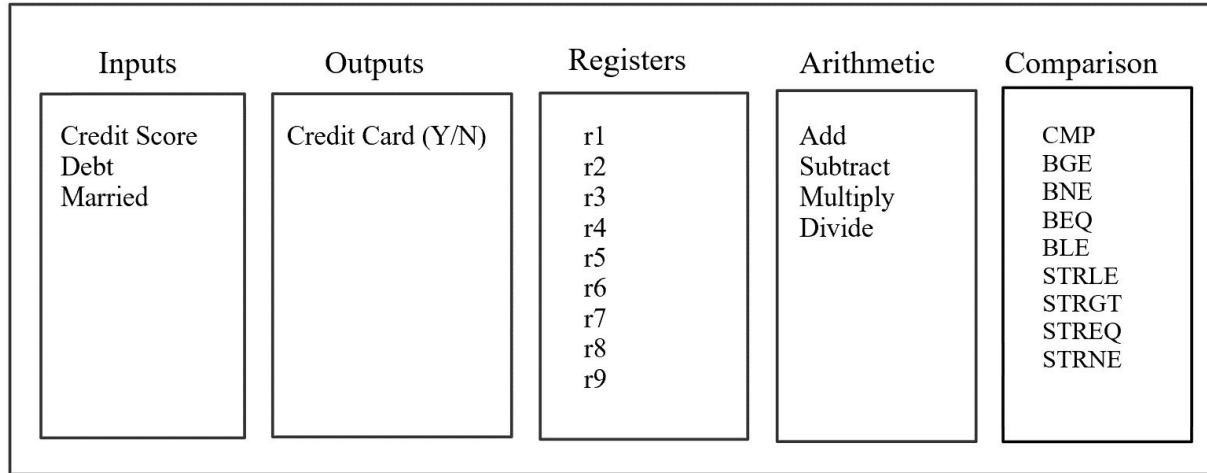 Inputs
Credit Score
Debt
Married
Outputs
Credit Card (Y/N)
Registers
r1
r2
r3
r4
r5
r6
r7
r8
r9
Arithmetic
Add
Subtract
Multiply
Divide
Comparison
CMP
BGE
BNE
BEQ
BLE
STRLE
STRGT
STREQ
STRNE